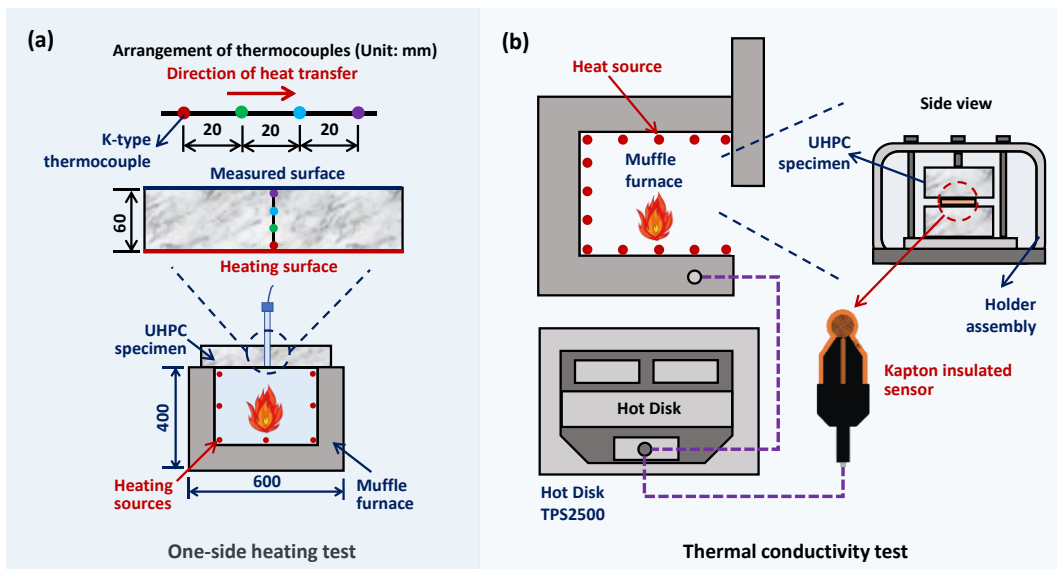 (a)
Arrangement of thermocouples (Unit: mm)
Direction of heat transfer
20
20
20
K-type
thermocouple
Measured surface
60
Heating surface
UHPC
specimen
400
600
Heating
sources
Muffle
furnace
One-side heating test
(b)
Heat source
Muffle
furnace
Side view
UHPC
specimen
Holder
assembly
Kapton insulated
sensor
Hot Disk
Hot Disk
TPS2500
Thermal conductivity test